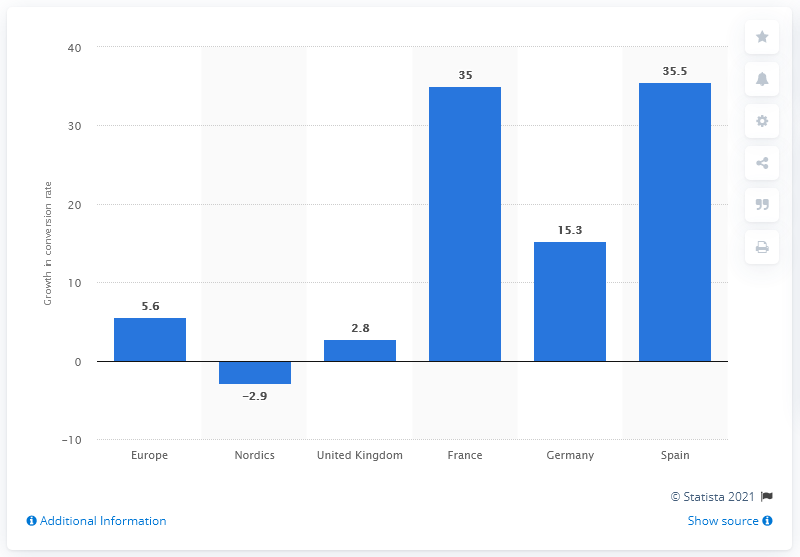 40
30
20
10
0
−10
Growth in conversion rate
5.6
−2.9
2.8
35
15.3
35.5
Europe
Nordics
United Kingdom
France
Germany
Spain
© Statista 2021
Additional Information
Show source